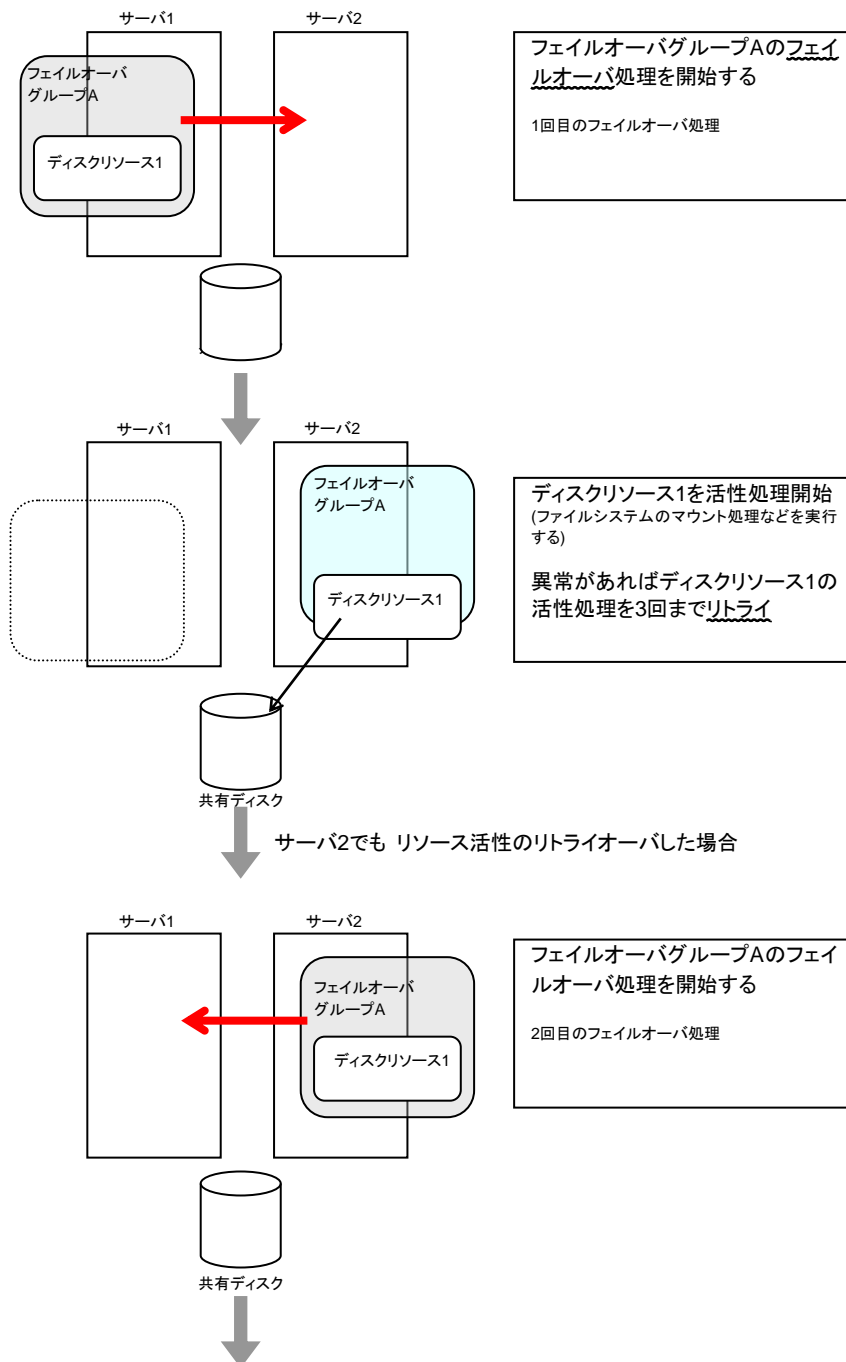 サーバ1
サーバ2
フェイルオーバ
グループA
ディスクリソース1
フェイルオーバグループAのフェイ
ルオーバ処理を開始する
1回目のフェイルオーバ処理
サーバ1
サーバ2
フェイルオーバ
グループA
ディスクリソース1
ディスクリソース1を活性処理開始
(ファイルシステムのマウント処理などを実行
する)
異常があればディスクリソース1の
活性処理を3回までリトライ
共有ディスク
サーバ2でも リソース活性のリトライオーバした場合
サーバ1
サーバ2
フェイルオーバ
グループA
ディスクリソース1
フェイルオーバグループAのフェイ
ルオーバ処理を開始する
2回目のフェイルオーバ処理
共有ディスク